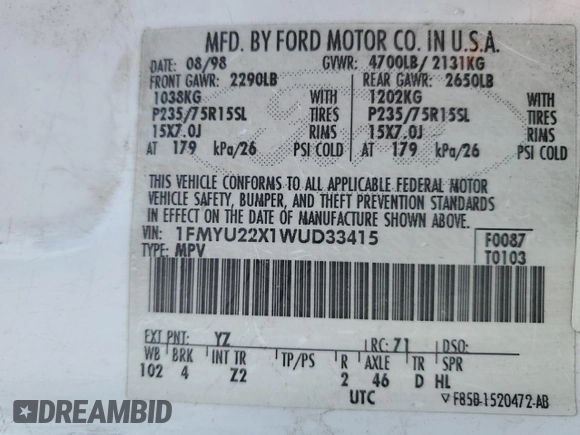 MFD. BY FORD MOTOR CO. IN U.S.A.
DATE: 08/98 GVWR: 4700LB/ 2131KG
FRONT GAWR: 2290LB REAR GAWR: 2650LB
1038KG WITH 1202KG WITH
P235/75R15SL TIRES P235/75R15SL TIRES
15X7.0J RIMS 15X7.0J RIMS
AT 179 kPa/26 PSI COLD AT 179 kPa/26 PSI COLD
THIS VEHICLE CONFORMS TO ALL APPLICABLE FEDERAL MOTOR
VEHICLE SAFETY, BUMPER, AND THEFT PREVENTION STANDARDS
IN EFFECT ON THE DATE OF MANUFACTURE SHOWN ABOVE.
VIN: 1FMYU22X1WUD33415 F0087
TYPE: MPV T0103
EXT PNT: YZ RC: 71 DSO:
WB BRK INT TR TP/PS R AXLE TR SPR
102 4 Z2 2 46 D HL
UTC F85B-1520472-AB
DREAMBID